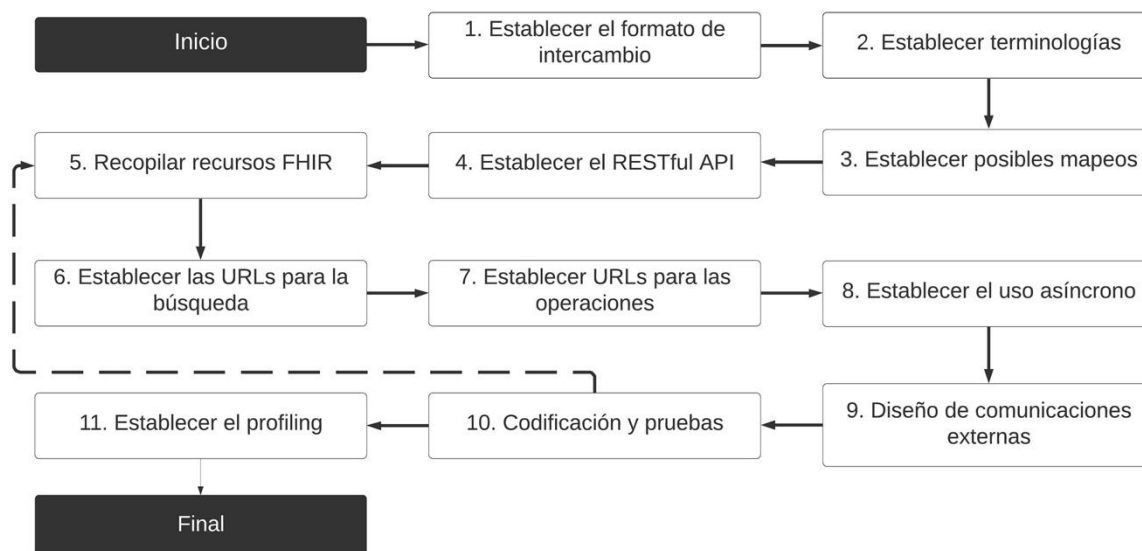 Inicio
1. Establecer el formato de
intercambio
2. Establecer terminologías
3. Establecer posibles mapeos
4. Establecer el RESTful API
5. Recopilar recursos FHIR
6. Establecer las URLs para la
búsqueda
7. Establecer URLs para las
operaciones
8. Establecer el uso asíncrono
9. Diseño de comunicaciones
externas
10. Codificación y pruebas
11. Establecer el profiling
Final